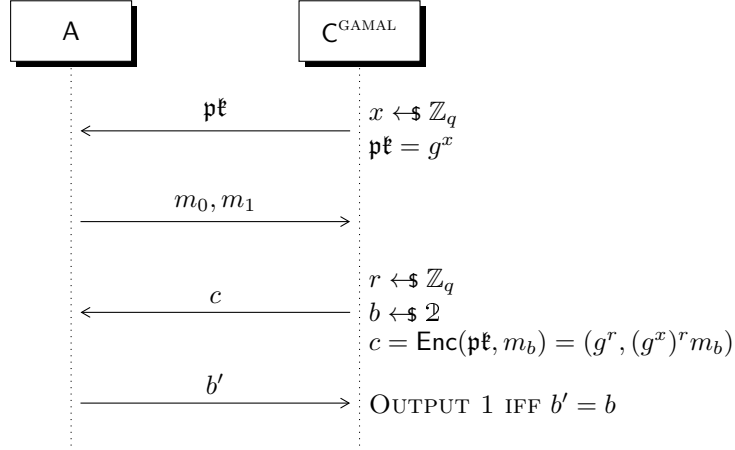 A C^GAMAL
𝔭𝔨 x ←$ ℤ_q
𝔭𝔨 = g^x
m_0, m_1
r ←$ ℤ_q
c b ←$ 𝟚
c = Enc(𝔭𝔨, m_b) = (g^r, (g^x)^r m_b)
b′ OUTPUT 1 IFF b′ = b